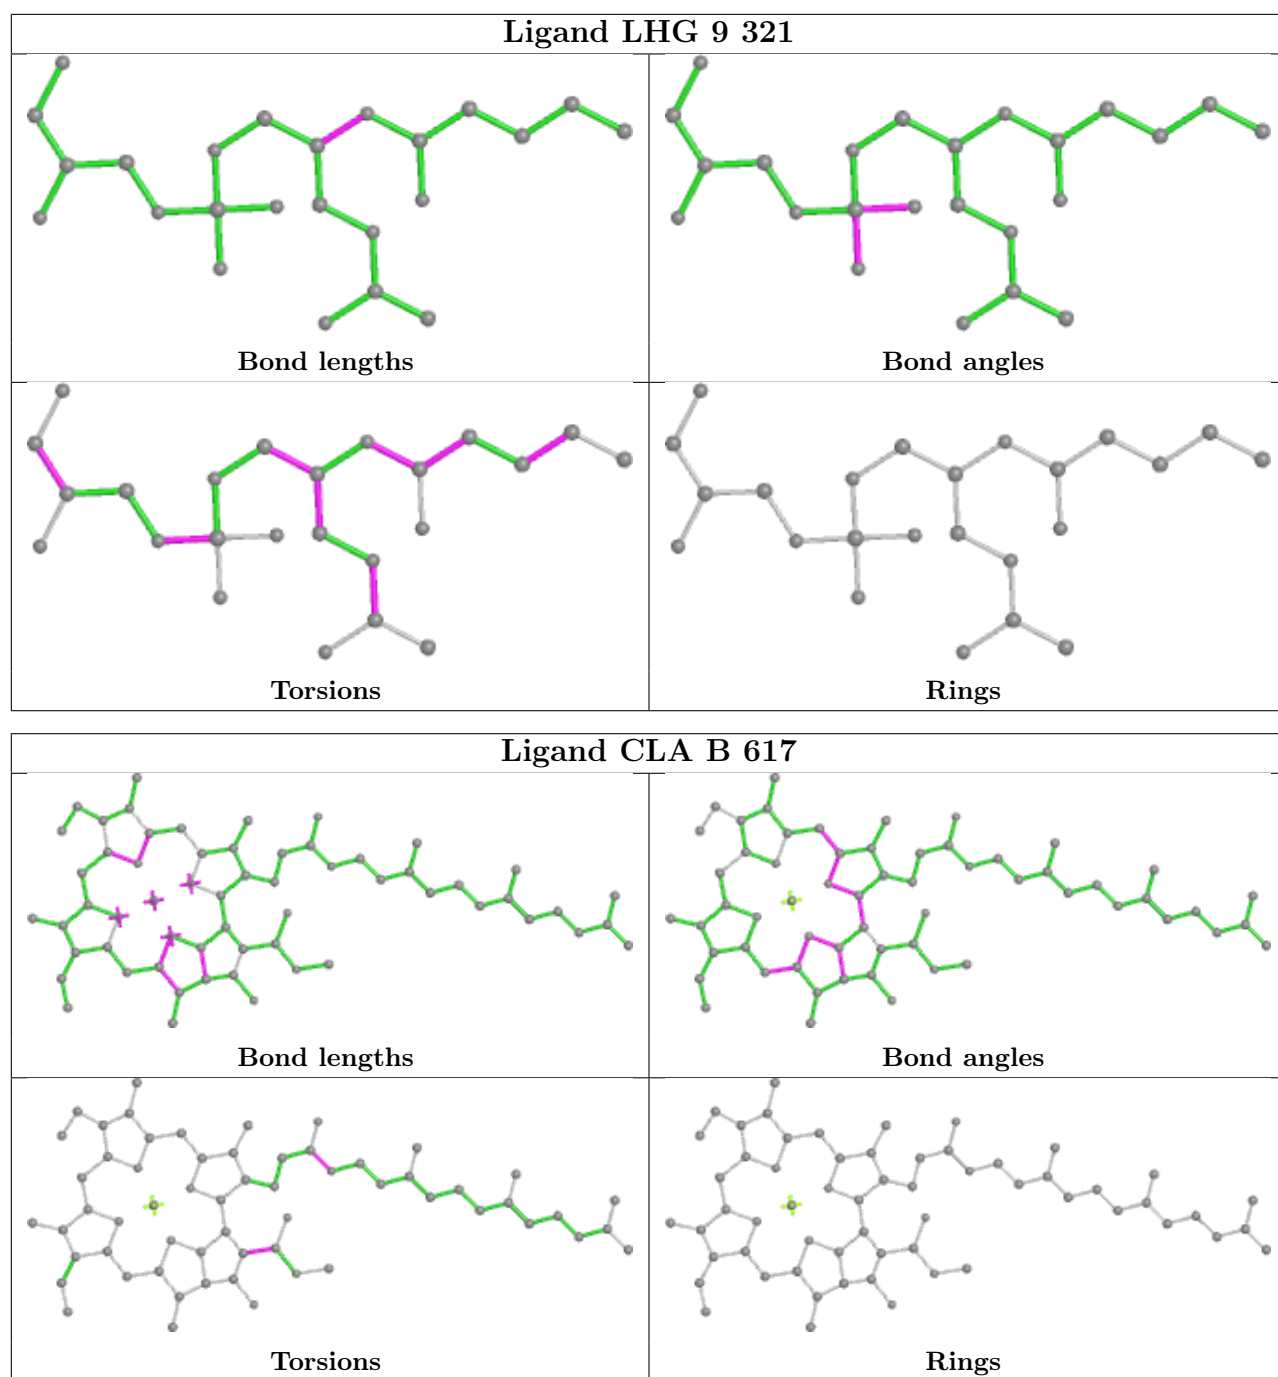 Ligand LHG 9 321
Bond lengths
Bond angles
Torsions
Rings
Ligand CLA B 617
Bond lengths
Bond angles
Torsions
Rings